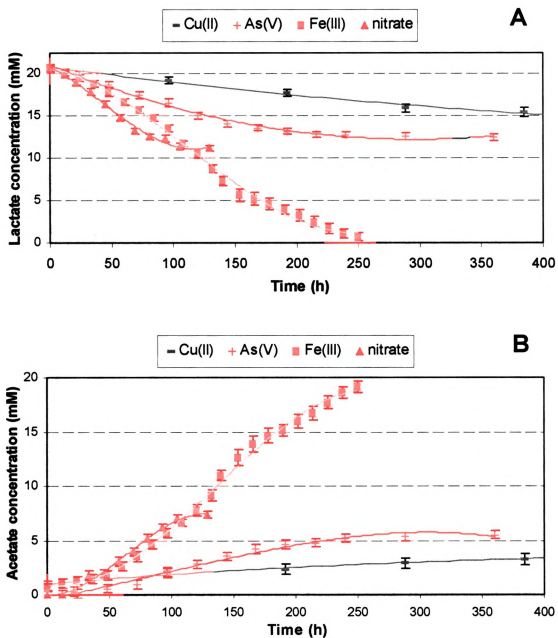 Cu(II) As(V) Fe(III) nitrate
A
Lactate concentration (mM)
20
15
10
5
0
0 50 100 150 200 250 300 350 400
Time (h)
Cu(II) As(V) Fe(III) nitrate
B
Acetate concentration (mM)
20
15
10
5
0
0 50 100 150 200 250 300 350 400
Time (h)